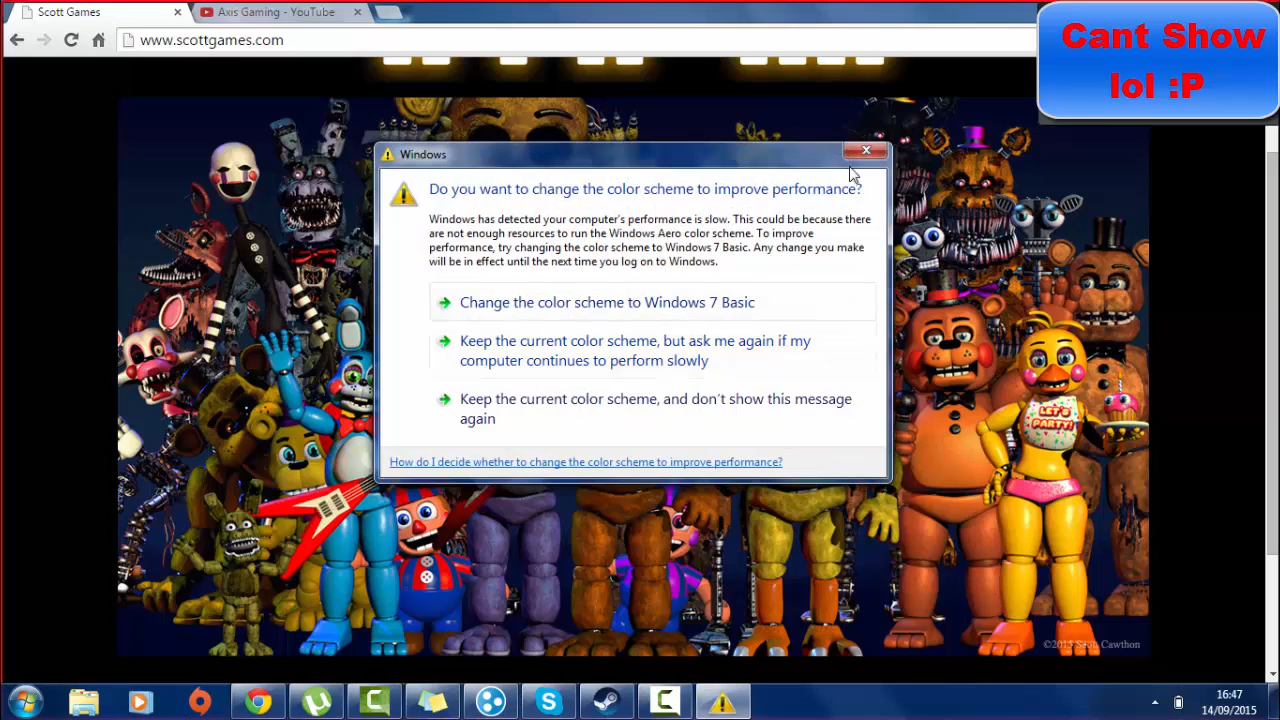 Scott Games
Axis Gaming - YouTube
www.scottgames.com
Cant Show
lol :P
Windows
Do you want to change the color scheme to improve performance?
Windows has detected your computer's performance is slow. This could be because there
are not enough resources to run the Windows Aero color scheme. To improve
performance, try changing the color scheme to Windows 7 Basic. Any change you make
will be in effect until the next time you log on to Windows.
Change the color scheme to Windows 7 Basic
Keep the current color scheme, but ask me again if my
computer continues to perform slowly
Keep the current color scheme, and don't show this message
again
How do I decide whether to change the color scheme to improve performance?
LET'S
PARTY!
©2015 Scott Cawthon
16:47
14/09/2015